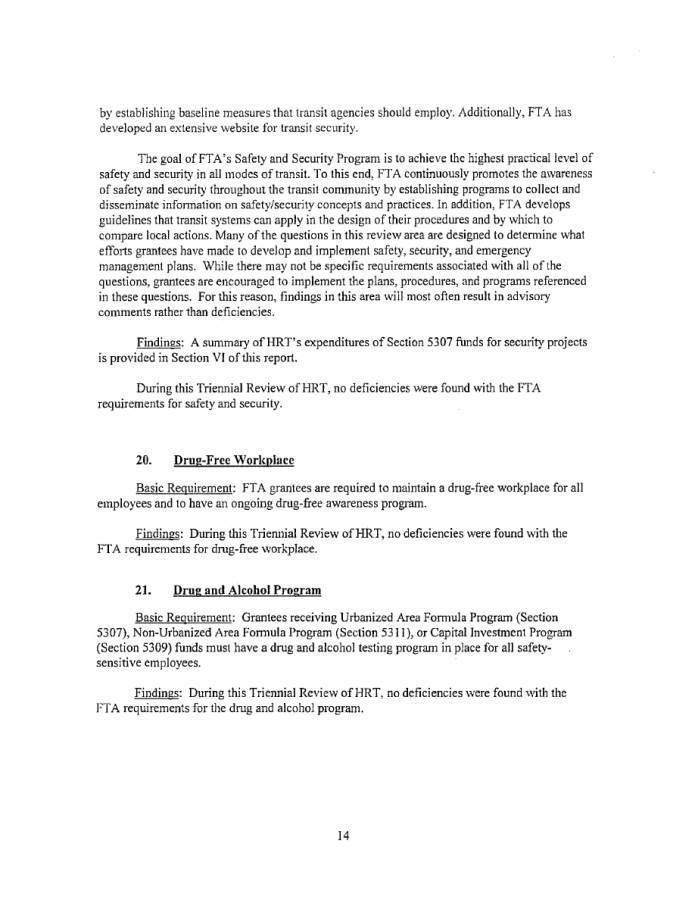 by establishing baseline measures that transit agencies should employ. Additionally, FTA has
developed an extensive website for transit security.
The goal of FTA's Safety and Security Program is to achieve the highest practical level of
safety and security in all modes of transit. To this end, FTA continuously promotes the awareness
of safety and security throughout the transit community by establishing programs to collect and
disseminate information on safety/security concepts and practices. In addition, FTA develops
guidelines that transit systems can apply in the design of their procedures and by which to
compare local actions. Many of the questions in this review area are designed to determine what
efforts grantees have made to develop and implement safety, security, and emergency
management plans. While there may not be specific requirements associated with all of the
questions, grantees are encouraged to implement the plans, procedures, and programs referenced
in these questions. For this reason, findings in this area will most often result in advisory
comments rather than deficiencies.
Findings: A summary of HRT's expenditures of Section 5307 funds for security projects
is provided in Section VI of this report.
During this Triennial Review of HRT, no deficiencies were found with the FTA
requirements for safety and security.
20. Drug-Free Workplace
Basic Requirement: FTA grantees are required to maintain a drug-free workplace for all
employees and to have an ongoing drug-free awareness program.
Findings: During this Triennial Review of HRT, no deficiencies were found with the
FTA requirements for drug-free workplace.
21. Drug and Alcohol Program
Basic Requirement: Grantees receiving Urbanized Area Formula Program (Section
5307), Non-Urbanized Area Formula Program (Section 5311), or Capital Investment Program
(Section 5309) funds must have a drug and alcohol testing program in place for all safety-
sensitive employees.
Findings: During this Triennial Review of HRT, no deficiencies were found with the
FTA requirements for the drug and alcohol program.
14